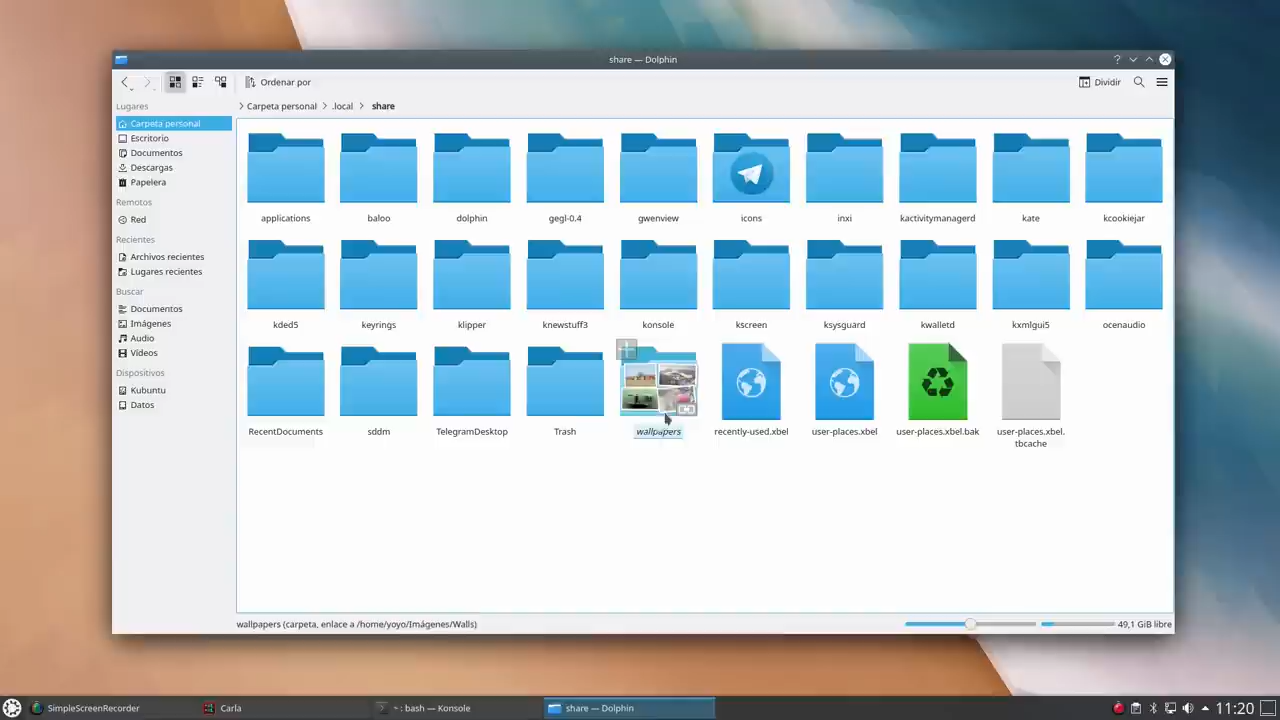 share — Dolphin
Ordenar por
Dividir
Carpeta personal
.local
share
Lugares
Carpeta personal
Escritorio
Documentos
Descargas
Papelera
Remotos
Red
Recientes
Archivos recientes
Lugares recientes
Buscar
Documentos
Imágenes
Audio
Vídeos
Dispositivos
Kubuntu
Datos
applications
baloo
dolphin
gegl-0.4
gwenview
icons
inxi
kactivitymanagerd
kate
kcookiejar
kded5
keyrings
klipper
knewstuff3
konsole
kscreen
ksysguard
kwalletd
kxmlgui5
ocenaudio
RecentDocuments
sddm
TelegramDesktop
Trash
wallpapers
recently-used.xbel
user-places.xbel
user-places.xbel.bak
user-places.xbel.
tbcache
wallpapers (carpeta, enlace a /home/yoyo/Imágenes/Walls)
49,1 GiB libre
SimpleScreenRecorder
Carla
~ : bash — Konsole
share — Dolphin
11:20